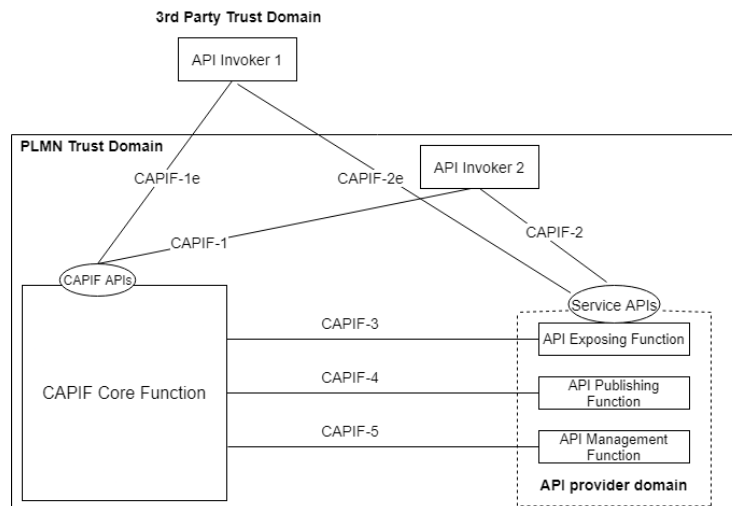 3rd Party Trust Domain
API Invoker 1
PLMN Trust Domain
API Invoker 2
CAPIF-1e
CAPIF-2e
CAPIF-1
CAPIF-2
CAPIF APIs
Service APIs
CAPIF-3
API Exposing Function
CAPIF Core Function
CAPIF-4
API Publishing
Function
CAPIF-5
API Management
Function
API provider domain